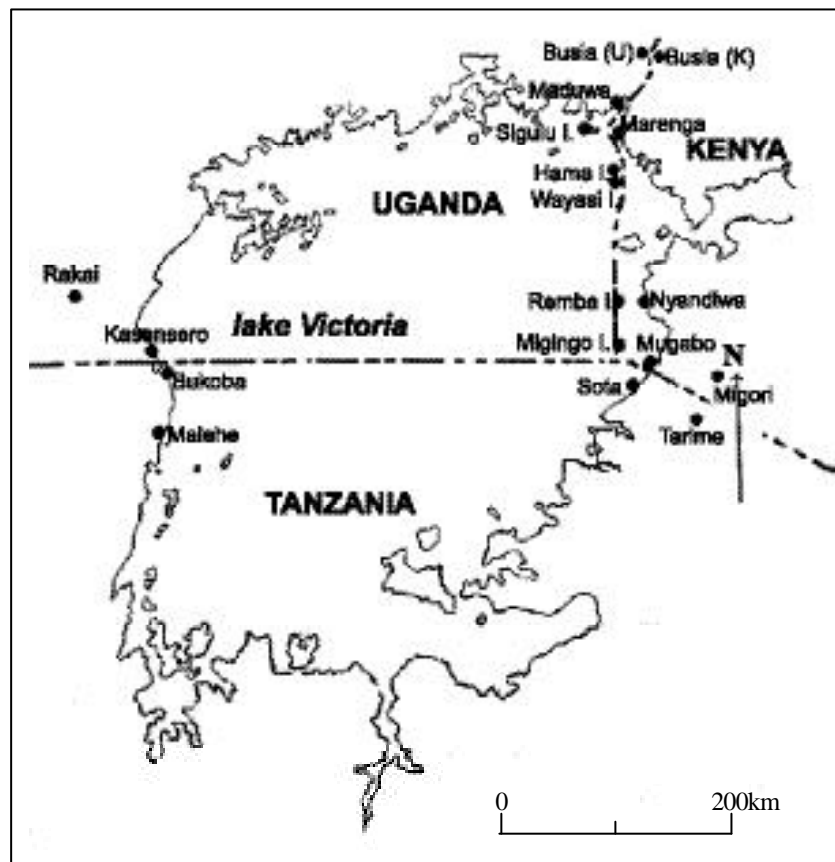 Busia (U)
Busia (K)
Maduwa
Sigulu I.
Marenga
KENYA
Hama I.
UGANDA
Wayasi I.
Rakai
Remba I.
Nyandiwa
lake Victoria
Kasensero
Migingo I.
Mugabo
N
Bukoba
Sota
Migori
Malehe
Tarime
TANZANIA
0
200km